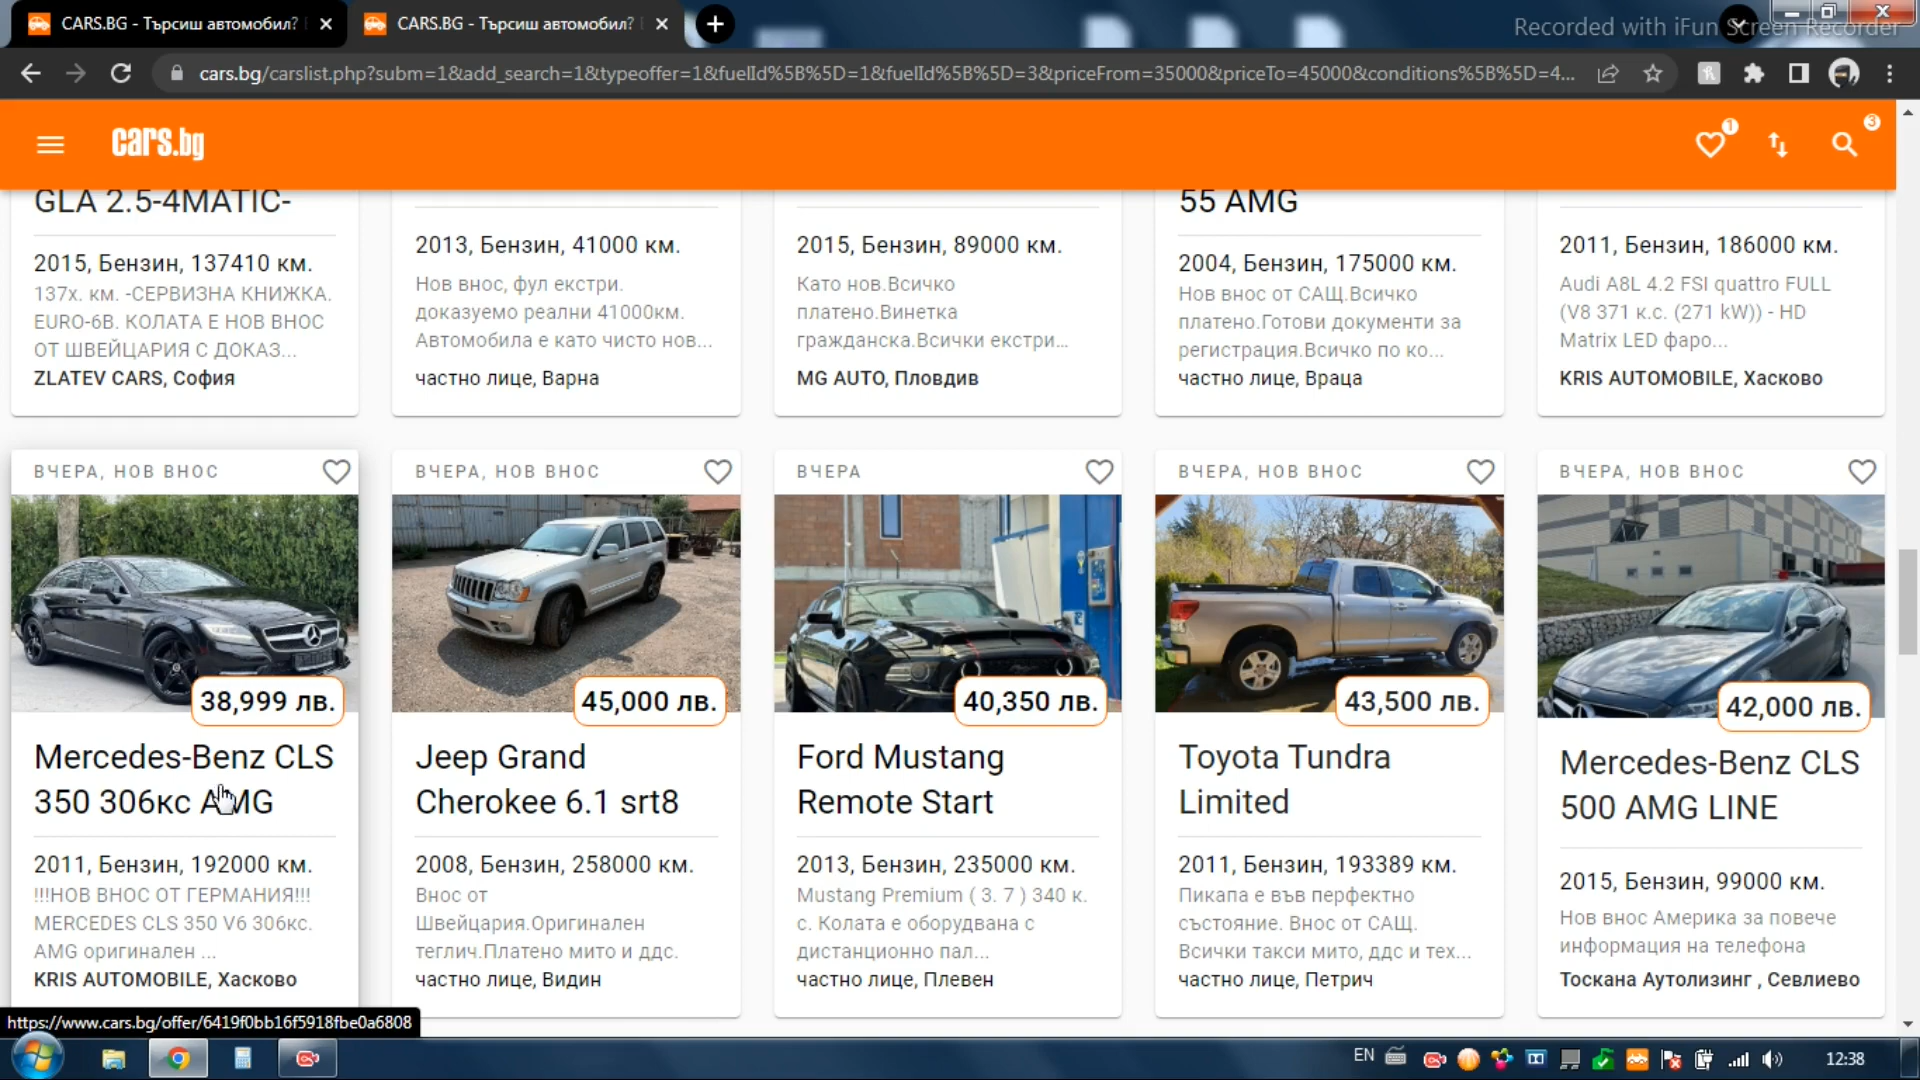 CARS.BG - Търсиш автомобил?
CARS.BG - Търсиш автомобил?
Recorded with iFun Screen Recorder
cars.bg/carslist.php?subm=1&add_search=1&typeoffer=1&fuelId%5B%5D=1&fuelId%5B%5D=3&priceFrom=35000&priceTo=45000&conditions%5B%5D=4...
cars.bg
1
3
GLA 2.5-4MATIC-
2015, Бензин, 137410 км.
137х. км. -СЕРВИЗНА КНИЖКА.
EURO-6B. КОЛАТА Е НОВ ВНОС
ОТ ШВЕЙЦАРИЯ С ДОКАЗ...
ZLATEV CARS, София
2013, Бензин, 41000 км.
Нов внос, фул екстри.
доказуемо реални 41000км.
Автомобила е като чисто нов...
частно лице, Варна
2015, Бензин, 89000 км.
Като нов.Всичко
платено.Винетка
гражданска.Всички екстри...
MG AUTO, Пловдив
55 AMG
2004, Бензин, 175000 км.
Нов внос от САЩ.Всичко
платено.Готови документи за
регистрация.Всичко по ко...
частно лице, Враца
2011, Бензин, 186000 км.
Audi A8L 4.2 FSI quattro FULL
(V8 371 к.с. (271 kW)) - HD
Matrix LED фаро...
KRIS AUTOMOBILE, Хасково
ВЧЕРА, НОВ ВНОС
38,999 лв.
Mercedes-Benz CLS
350 306кс AMG
2011, Бензин, 192000 км.
!!!НОВ ВНОС ОТ ГЕРМАНИЯ!!!
MERCEDES CLS 350 V6 306кс.
AMG оригинален ...
KRIS AUTOMOBILE, Хасково
ВЧЕРА, НОВ ВНОС
45,000 лв.
Jeep Grand
Cherokee 6.1 srt8
2008, Бензин, 258000 км.
Внос от
Швейцария.Оригинален
теглич.Платено мито и ддс.
частно лице, Видин
ВЧЕРА
40,350 лв.
Ford Mustang
Remote Start
2013, Бензин, 235000 км.
Mustang Premium ( 3. 7 ) 340 к.
с. Колата е оборудвана с
дистанционно пал...
частно лице, Плевен
ВЧЕРА, НОВ ВНОС
43,500 лв.
Toyota Tundra
Limited
2011, Бензин, 193389 км.
Пикапа е във перфектно
състояние. Внос от САЩ.
Всички такси мито, ддс и тех...
частно лице, Петрич
ВЧЕРА, НОВ ВНОС
42,000 лв.
Mercedes-Benz CLS
500 AMG LINE
2015, Бензин, 99000 км.
Нов внос Америка за повече
информация на телефона
Тоскана Аутолизинг , Севлиево
https://www.cars.bg/offer/6419f0bb16f5918fbe0a6808
EN
12:38